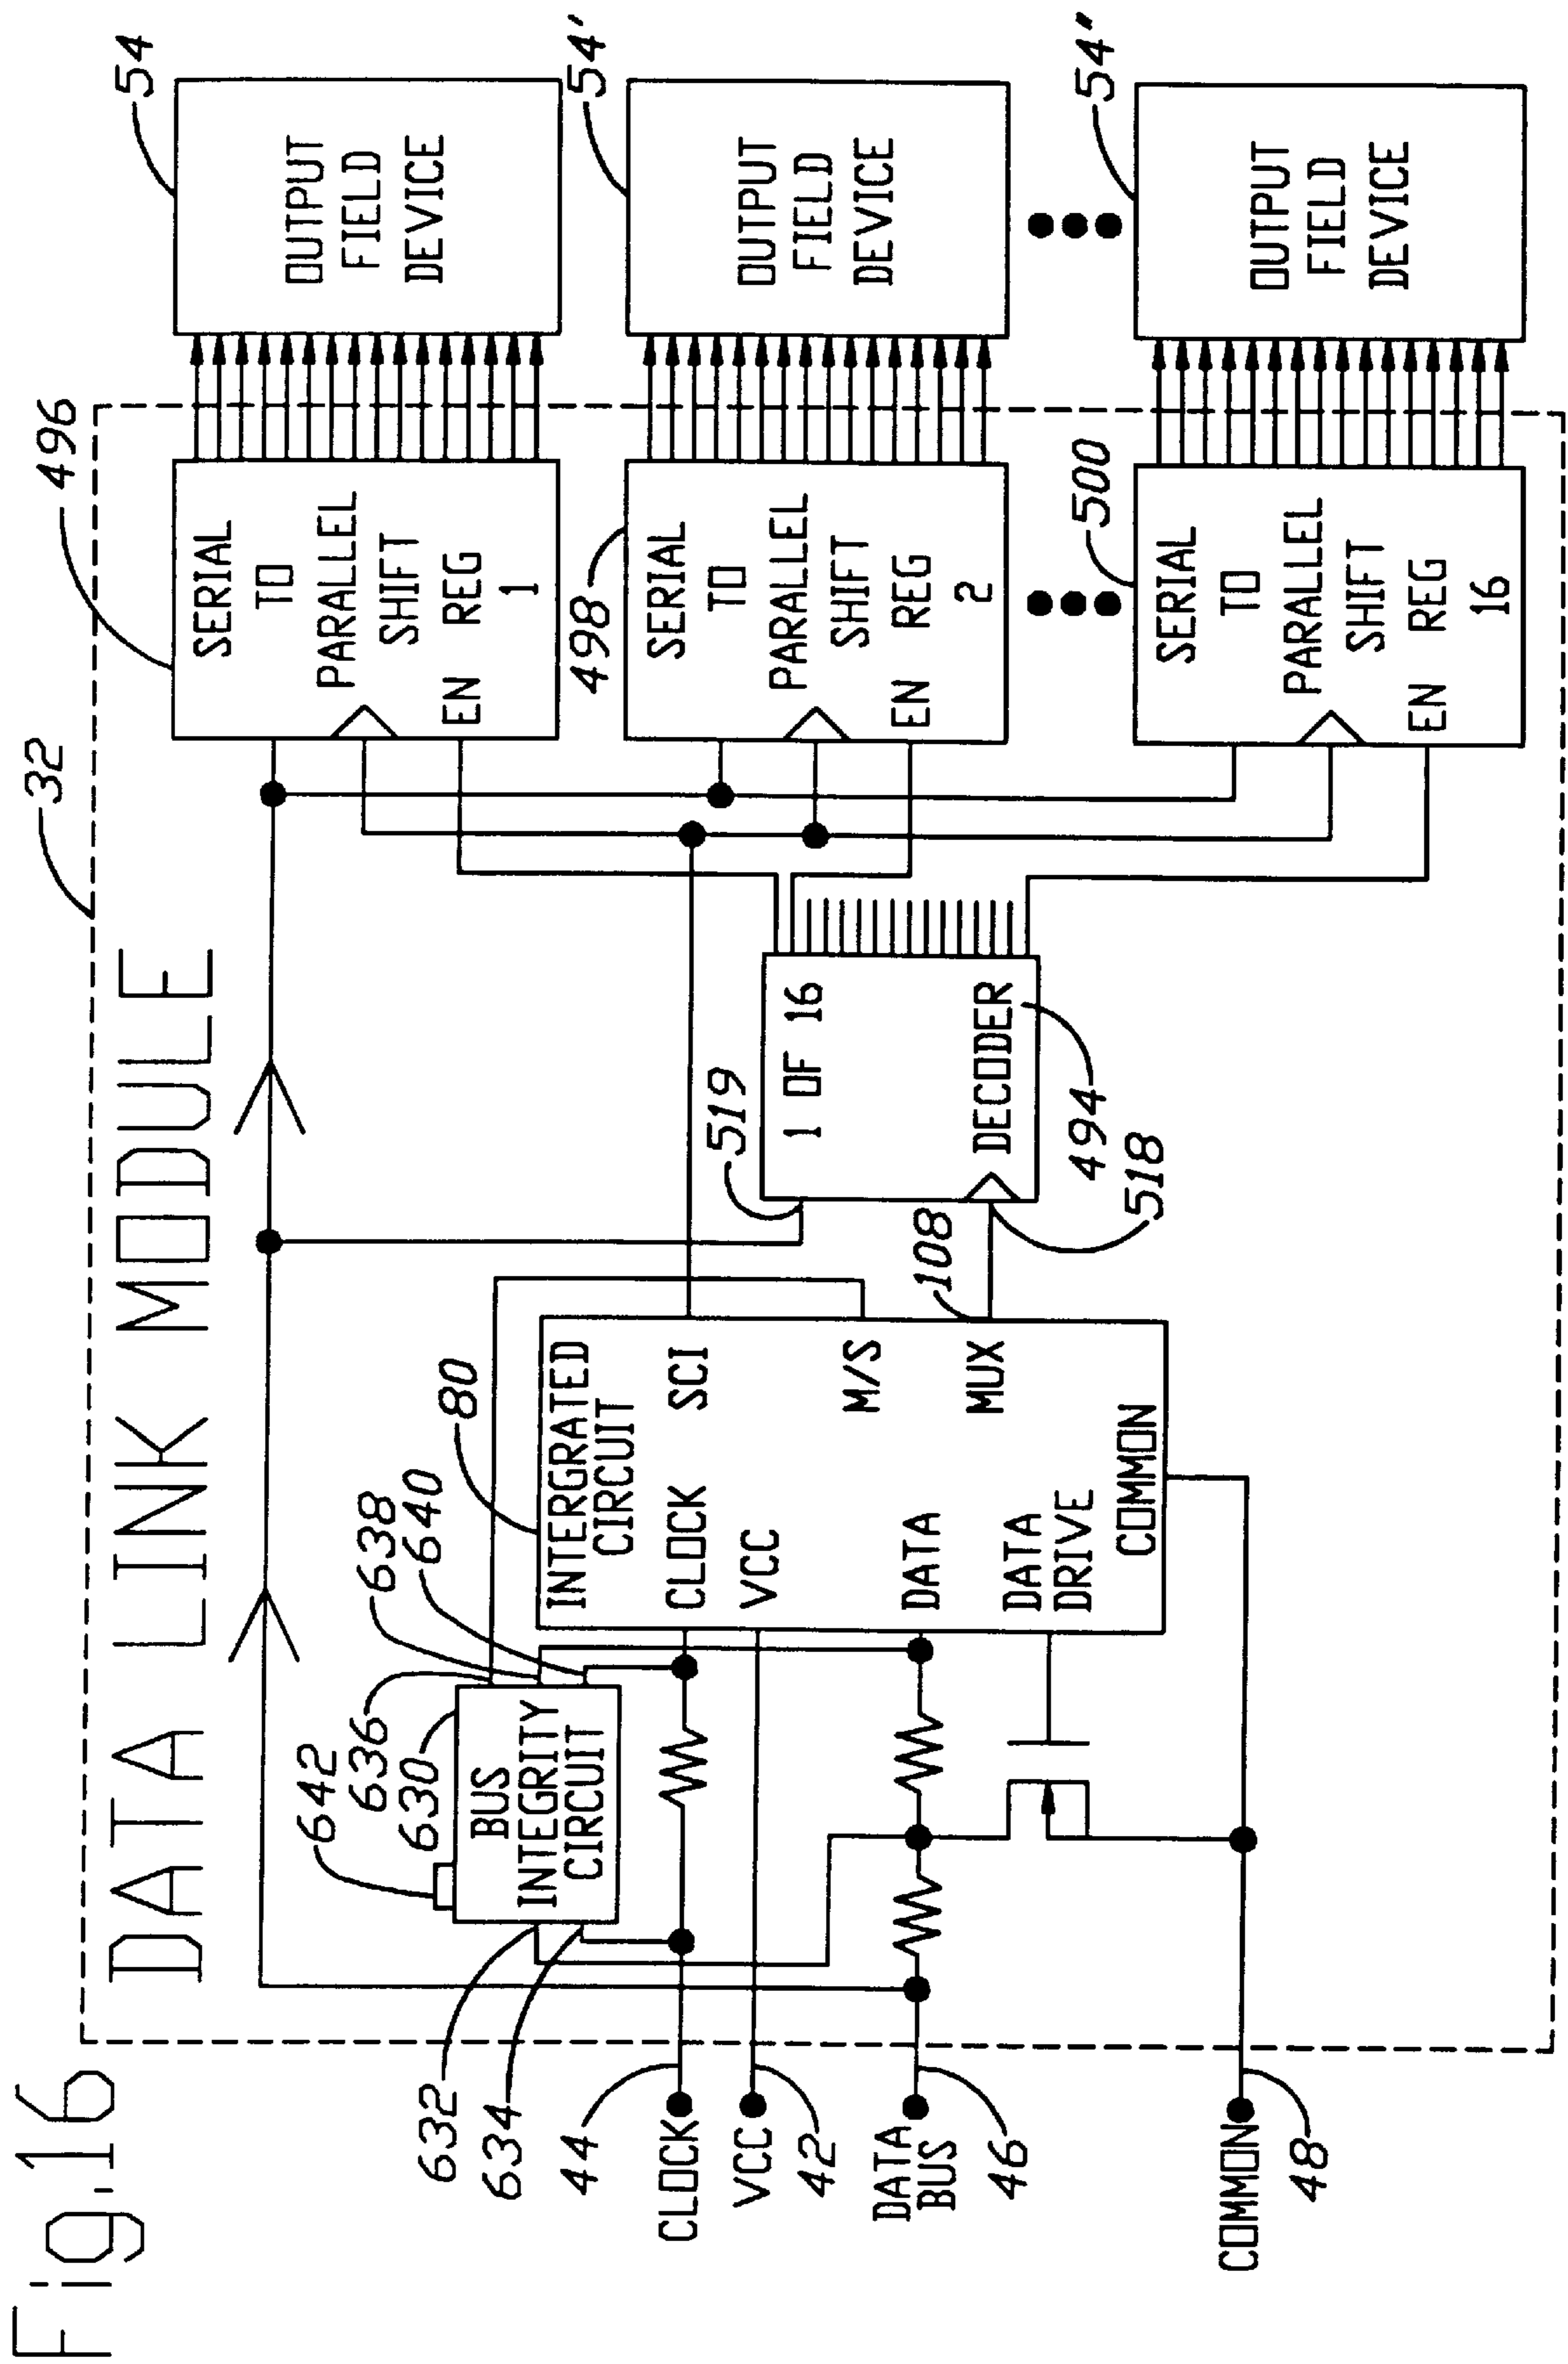 Fig.16
DATA LINK MODULE
32
496
54
SERIAL
TO
PARALLEL
SHIFT
EN REG
1
OUTPUT
FIELD
DEVICE
498
54'
SERIAL
TO
PARALLEL
SHIFT
EN REG
2
OUTPUT
FIELD
DEVICE
500
54"
SERIAL
TO
PARALLEL
SHIFT
EN REG
16
OUTPUT
FIELD
DEVICE
642
636
630
638
640
80
BUS
INTEGRITY
CIRCUIT
632
634
INTERGRATED
CIRCUIT
CLOCK
SCI
VCC
M/S
DATA
MUX
DATA
DRIVE
COMMON
108
519
1 OF 16
DECODER
494
518
44
CLOCK
VCC
42
DATA
BUS
46
COMMON
48